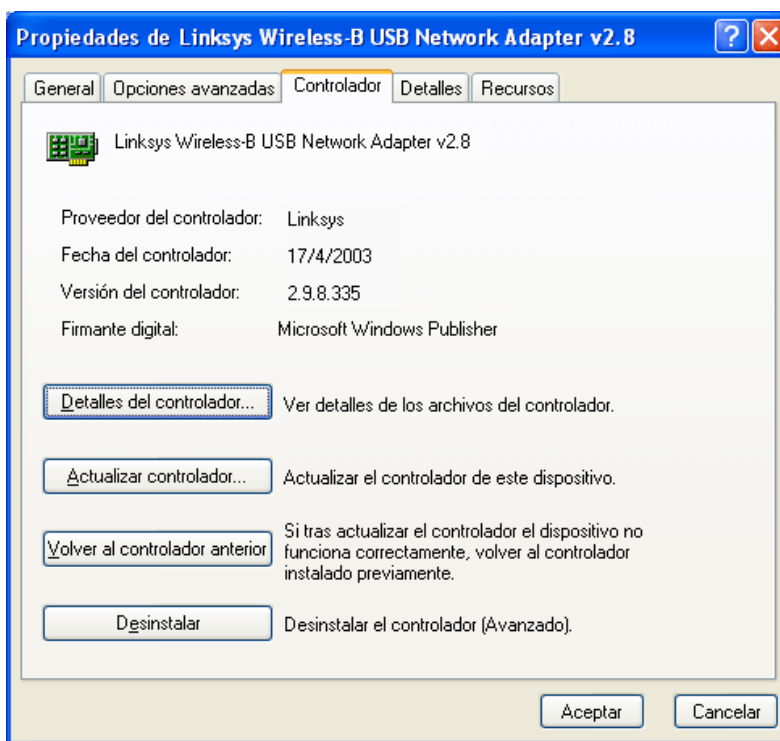 Propiedades de Linksys Wireless-B USB Network Adapter v2.8
General Opciones avanzadas Controlador Detalles Recursos
Linksys Wireless-B USB Network Adapter v2.8
Proveedor del controlador: Linksys
Fecha del controlador: 17/4/2003
Versión del controlador: 2.9.8.335
Firmante digital: Microsoft Windows Publisher
Detalles del controlador... Ver detalles de los archivos del controlador.
Actualizar controlador... Actualizar el controlador de este dispositivo.
Volver al controlador anterior Si tras actualizar el controlador el dispositivo no
funciona correctamente, volver al controlador
instalado previamente.
Desinstalar Desinstalar el controlador (Avanzado).
Aceptar Cancelar